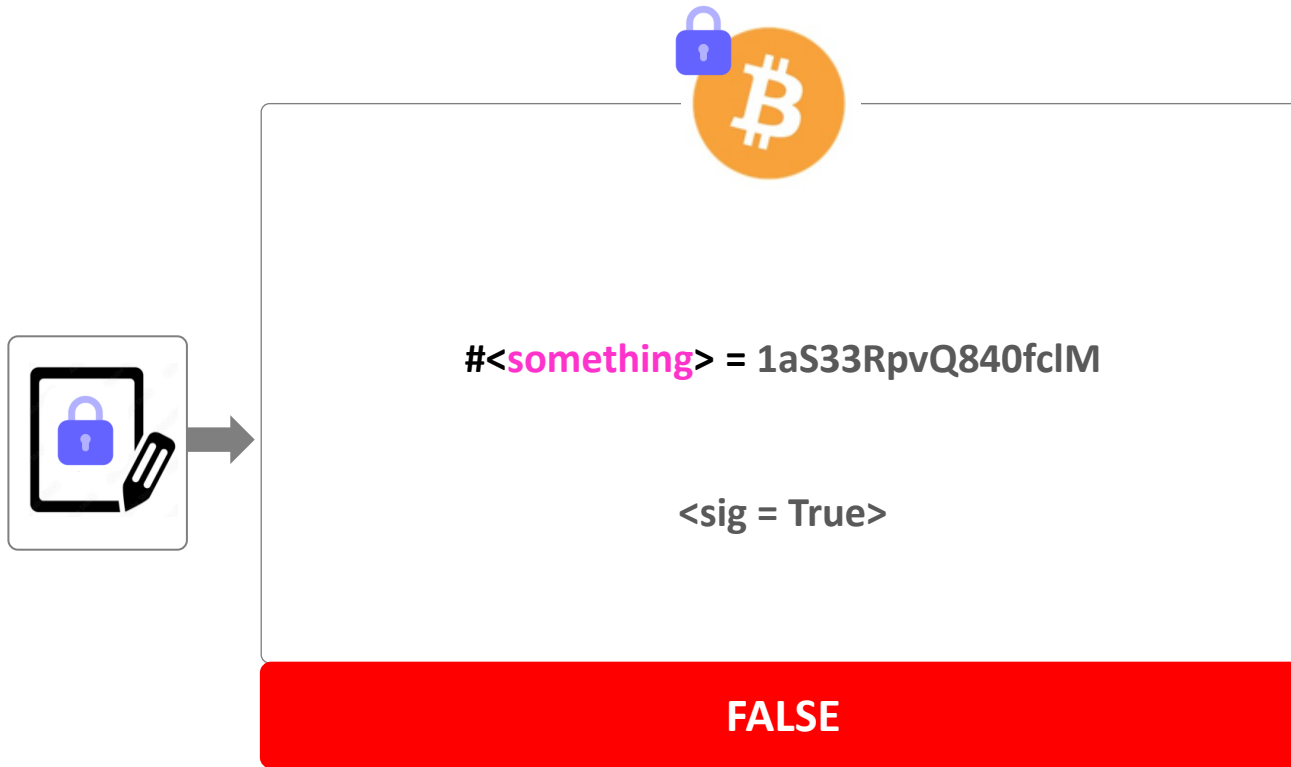 #<something> = 1aS33RpvQ840fclM
<sig = True>
FALSE